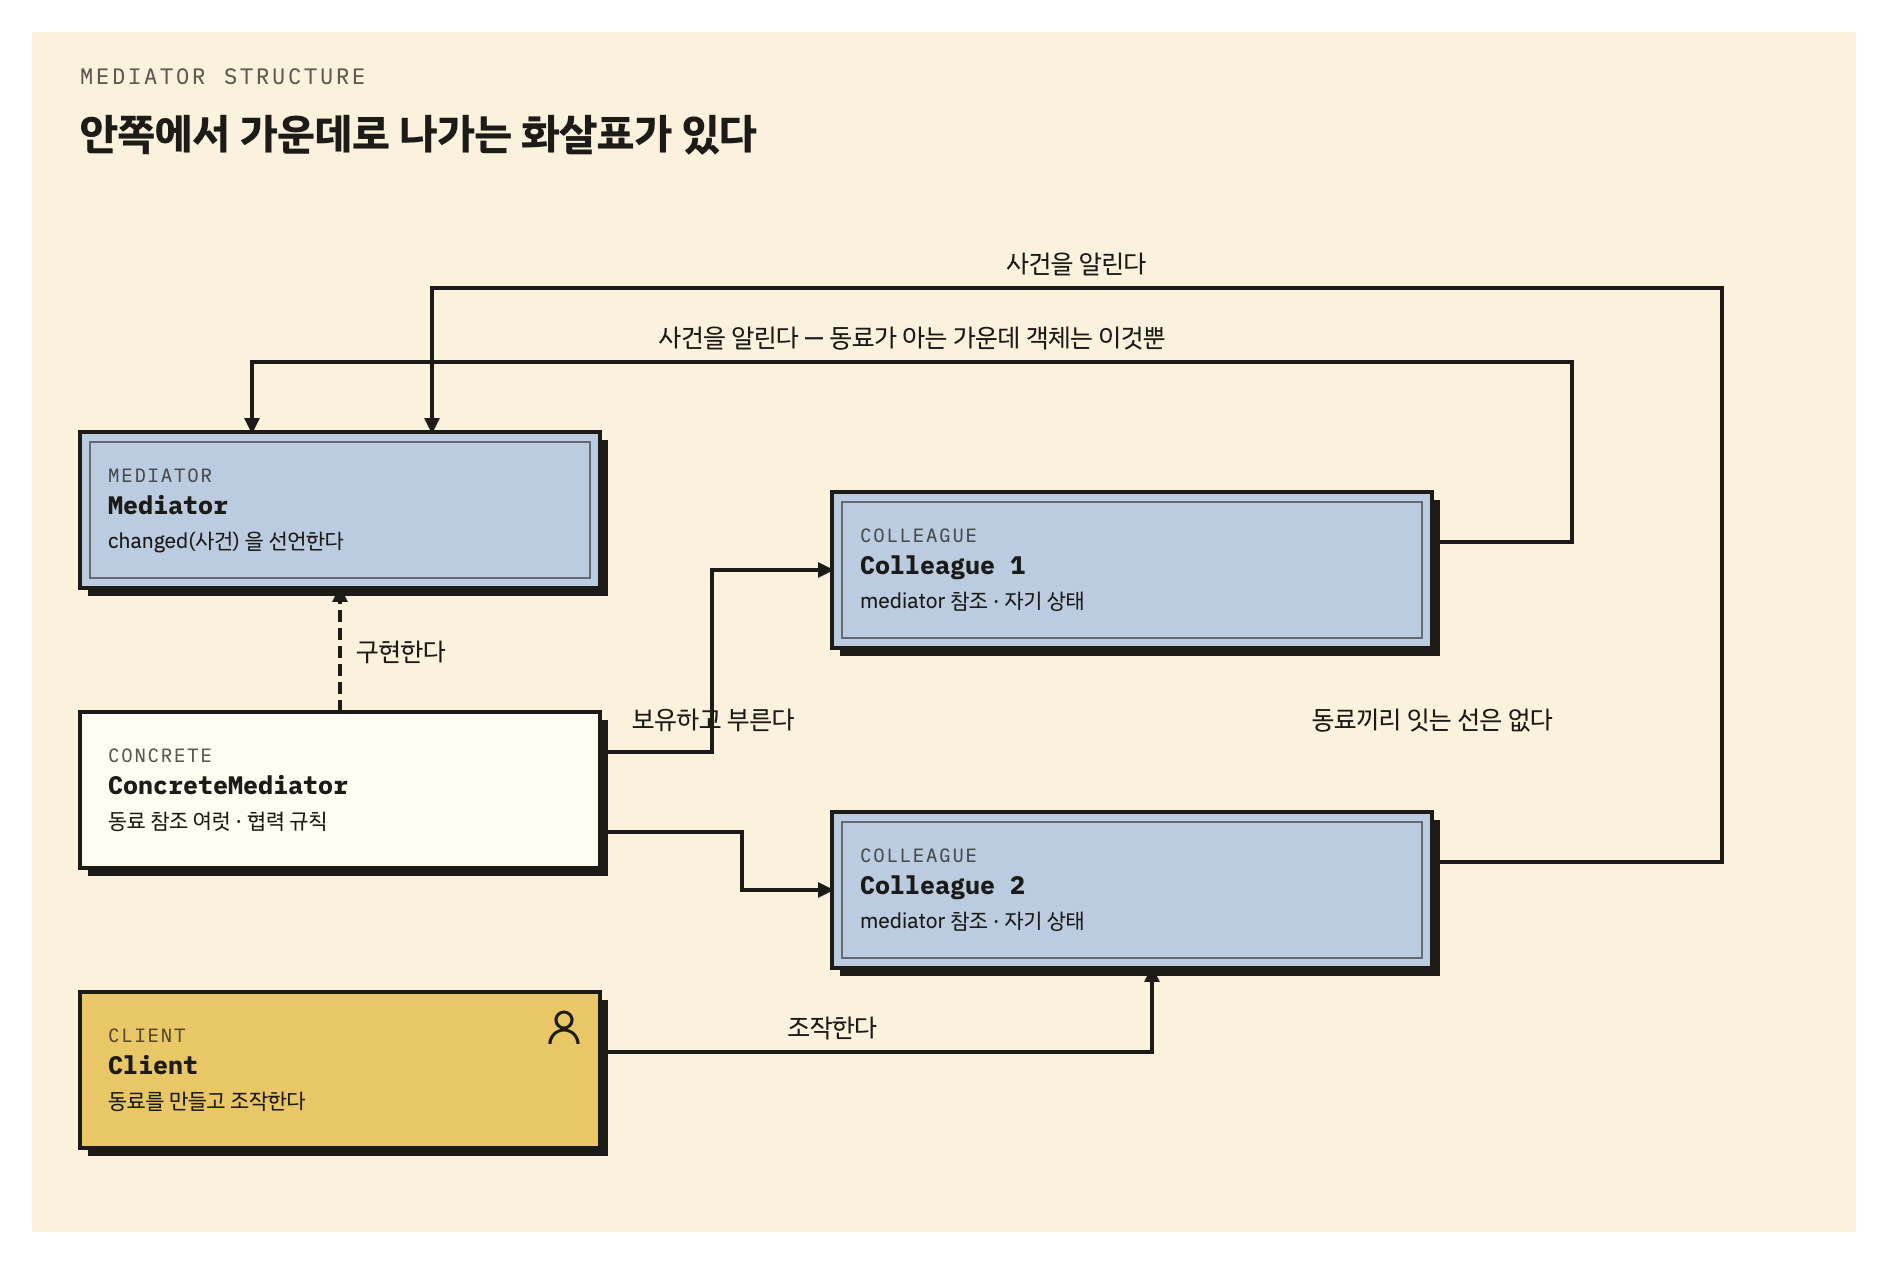 MEDIATOR STRUCTURE
안쪽에서 가운데로 나가는 화살표가 있다
사건을 알린다
사건을 알린다 — 동료가 아는 가운데 객체는 이것뿐
MEDIATOR
Mediator
changed(사건) 을 선언한다
COLLEAGUE
Colleague 1
mediator 참조 · 자기 상태
구현한다
보유하고 부른다
동료끼리 잇는 선은 없다
CONCRETE
ConcreteMediator
동료 참조 여럿 · 협력 규칙
COLLEAGUE
Colleague 2
mediator 참조 · 자기 상태
조작한다
CLIENT
Client
동료를 만들고 조작한다